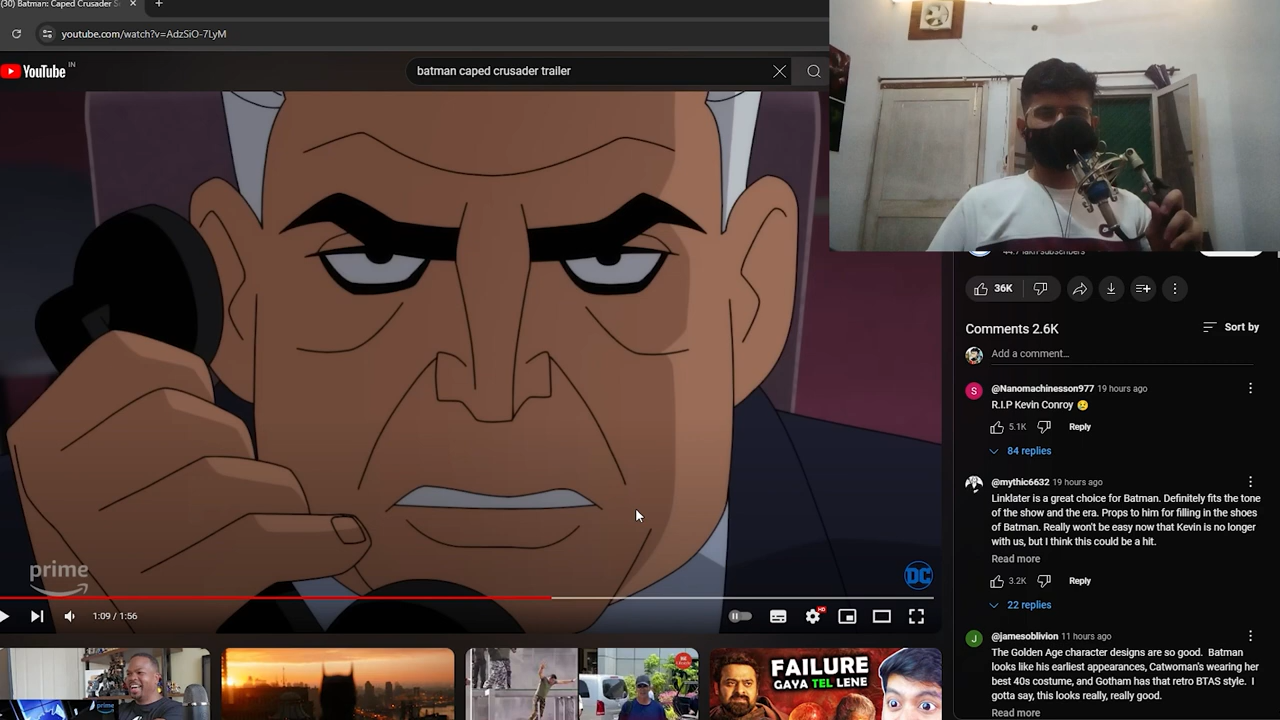 (30) Batman: Caped Crusader S
youtube.com/watch?v=AdzSiO-7LyM
YouTube IN
batman caped crusader trailer
prime
DC
1:09 / 1:56
HD
prime
FAILURE
GAYA TEL LENE
44.7 lakh subscribers
36K
Comments 2.6K
Sort by
Add a comment...
S
@Nanomachinesson977 19 hours ago
R.I.P Kevin Conroy 😢
5.1K
Reply
84 replies
@mythic6632 19 hours ago
Linklater is a great choice for Batman. Definitely fits the tone
of the show and the era. Props to him for filling in the shoes
of Batman. Really won't be easy now that Kevin is no longer
with us, but I think this could be a hit.
Read more
3.2K
Reply
22 replies
J
@jamesoblivion 11 hours ago
The Golden Age character designs are so good. Batman
looks like his earliest appearances, Catwoman's wearing her
best 40s costume, and Gotham has that retro BTAS style. I
gotta say, this looks really, really good.
Read more